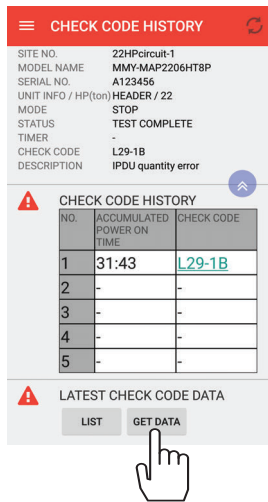 CHECK CODE HISTORY
SITE NO. 22HPcircuit-1
MODEL NAME MMY-MAP2206HT8P
SERIAL NO. A123456
UNIT INFO / HP(ton) HEADER / 22
MODE STOP
STATUS TEST COMPLETE
TIMER -
CHECK CODE L29-1B
DESCRIPTION IPDU quantity error
CHECK CODE HISTORY
NO. ACCUMULATED POWER ON TIME CHECK CODE
1 31:43 L29-1B
2 - -
3 - -
4 - -
5 - -
LATEST CHECK CODE DATA
LIST GET DATA